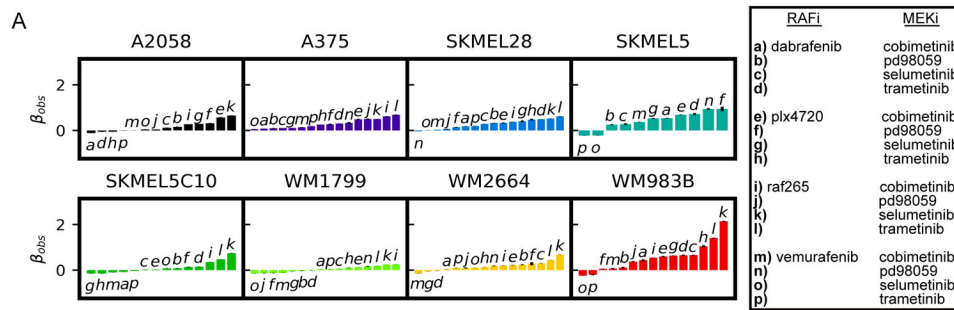 A
A2058
A375
SKMEL28
SKMEL5
RAFi MEKi
a) dabrafenib cobimetinib
b) pd98059
c) selumetinib
d) trametinib
e) plx4720 cobimetinib
f) pd98059
g) selumetinib
h) trametinib
i) raf265 cobimetinib
j) pd98059
k) selumetinib
l) trametinib
m) vemurafenib cobimetinib
n) pd98059
o) selumetinib
p) trametinib
βobs
2
0
mojcbigfek
adhp
oabcgmphfdnejkil
omjfapcbeighdkl
n
bcmgaednf
po
SKMEL5C10
WM1799
WM2664
WM983B
βobs
2
0
ceobfdilk
ghmap
apchenlki
ojfmgbd
apjohniebfclk
mgd
fmbjaiegdchlk
op